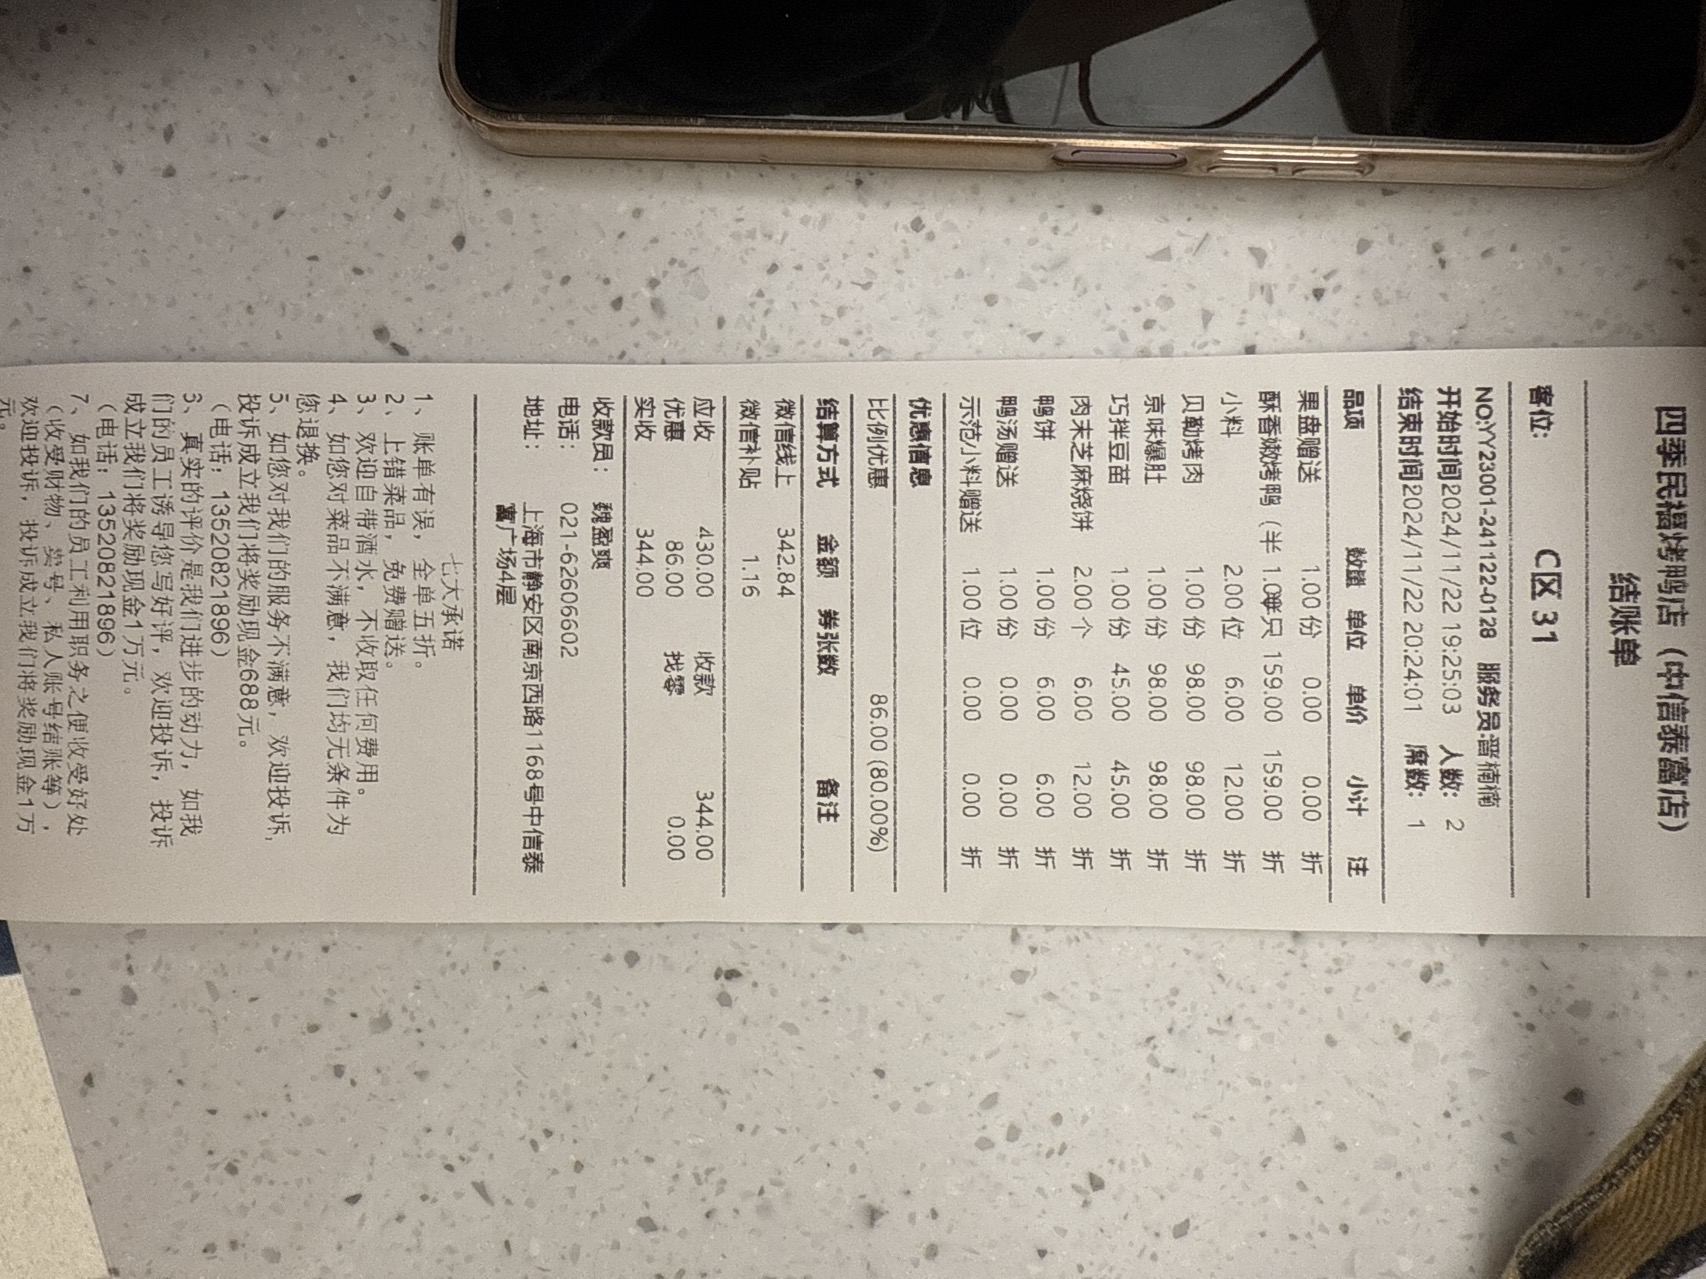 四季民福烤鸭店（中信泰富店）
结账单
客位： C区 31
NO:YY23001-241122-0128 服务员晋楠楠
开始时间2024/11/22 19:25:03 人数： 2
结束时间2024/11/22 20:24:01 席数： 1
品项 数量 单位 单价 小计 注
果盘赠送 1.00 份 0.00 0.00 折
酥香嫩烤鸭（半 1.00 半只 159.00 159.00 折
小料 2.00 位 6.00 12.00 折
贝勒烤肉 1.00 份 98.00 98.00 折
京味爆肚 1.00 份 98.00 98.00 折
巧拌豆苗 1.00 份 45.00 45.00 折
肉末芝麻烧饼 2.00 个 6.00 12.00 折
鸭饼 1.00 份 6.00 6.00 折
鸭汤赠送 1.00 份 0.00 0.00 折
示范小料赠送 1.00 位 0.00 0.00 折
优惠信息
比例优惠 86.00 (80.00%)
结算方式 金额 券张数 备注
微信线上 342.84
微信补贴 1.16
应收 430.00 收款 344.00
优惠 86.00 找零 0.00
实收 344.00
收款员： 魏盈爽
电话： 021-62606602
地址： 上海市静安区南京西路1168号中信泰
富广场4层
七大承诺
1、账单有误，全单五折。
2、上错菜品，免费赠送。
3、欢迎自带酒水，不收取任何费用。
4、如您对菜品不满意，我们均无条件为
您退换。
5、如您对我们的服务不满意，欢迎投诉，
投诉成立我们将奖励现金688元。
（电话：13520821896）
6、真实的评价是我们进步的动力，如我
们的员工诱导您写好评，欢迎投诉，投诉
成立我们将奖励现金1万元。
（电话：13520821896）
7、如我们的员工利用职务之便收受好处
（收受财物、卖号、私人账号结账等），
欢迎投诉，投诉成立我们将奖励现金1万
元。